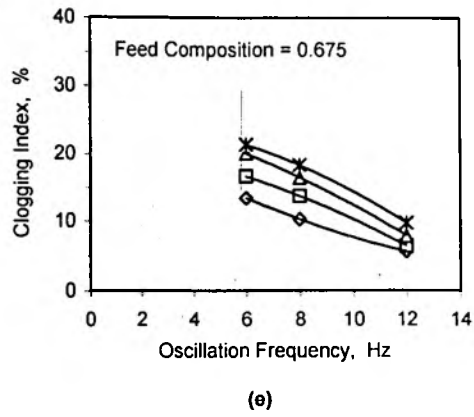 40
Feed Composition = 0.675
30
Clogging Index, %
20
10
0
0 2 4 6 8 10 12 14
Oscillation Frequency, Hz
(e)